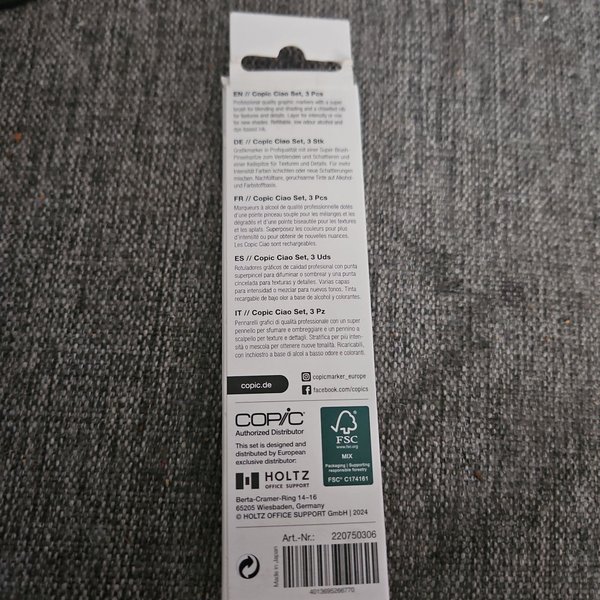 EN // Copic Ciao Set, 3 Pcs
Professional quality graphic markers with a super
brush for blending and shading and a chiselled nib
for textures and details. Layer for intensity or mix
for new shades. Refillable, low odour alcohol and
dye-based ink.
DE // Copic Ciao Set, 3 Stk
Grafikmarker in Profiqualität mit einer Super Brush
Pinselspitze zum Verblenden und Schattieren und
einer Keilspitze für Texturen und Details. Für mehr
Intensität Farben schichten oder neue Schattierungen
mischen. Nachfüllbare, geruchsarme Tinte auf Alkohol-
und Farbstoffbasis.
FR // Copic Ciao Set, 3 Pcs
Marqueurs à alcool de qualité professionnelle dotés
d'une pointe pinceau souple pour les mélanges et les
dégradés et d'une pointe biseautée pour les textures
et les aplats. Superposez les couleurs pour plus
d'intensité ou pour obtenir de nouvelles nuances.
Les Copic Ciao sont rechargeables.
ES // Copic Ciao Set, 3 Uds
Rotuladores gráficos de calidad profesional con punta
superpincel para difuminar o sombrear y una punta
cincelada para texturas y detalles. Varias capas
para intensidad o mezclar para nuevos tonos. Tinta
recargable de bajo olor a base de alcohol y colorantes.
IT // Copic Ciao Set, 3 Pz
Pennarelli grafici di qualità professionale con un super
pennello per sfumare e ombreggiare e un pennino a
scalpello per texture e dettagli. Stratifica per più inten-
sità o mescola per ottenere nuove tonalità. Ricaricabili,
con inchiostro a base di alcol a basso odore e coloranti.
copic.de
copicmarker_europe
facebook.com/copics
COPIC
Authorized Distributor
This set is designed and
distributed by European
exclusive distributor:
HOLTZ
OFFICE SUPPORT
Berta-Cramer-Ring 14-16
65205 Wiesbaden, Germany
© HOLTZ OFFICE SUPPORT GmbH | 2024
FSC
www.fsc.org
MIX
Packaging | Supporting
responsible forestry
FSC® C174161
Art.-Nr.: 220750306
Made in Japan
4013695266770